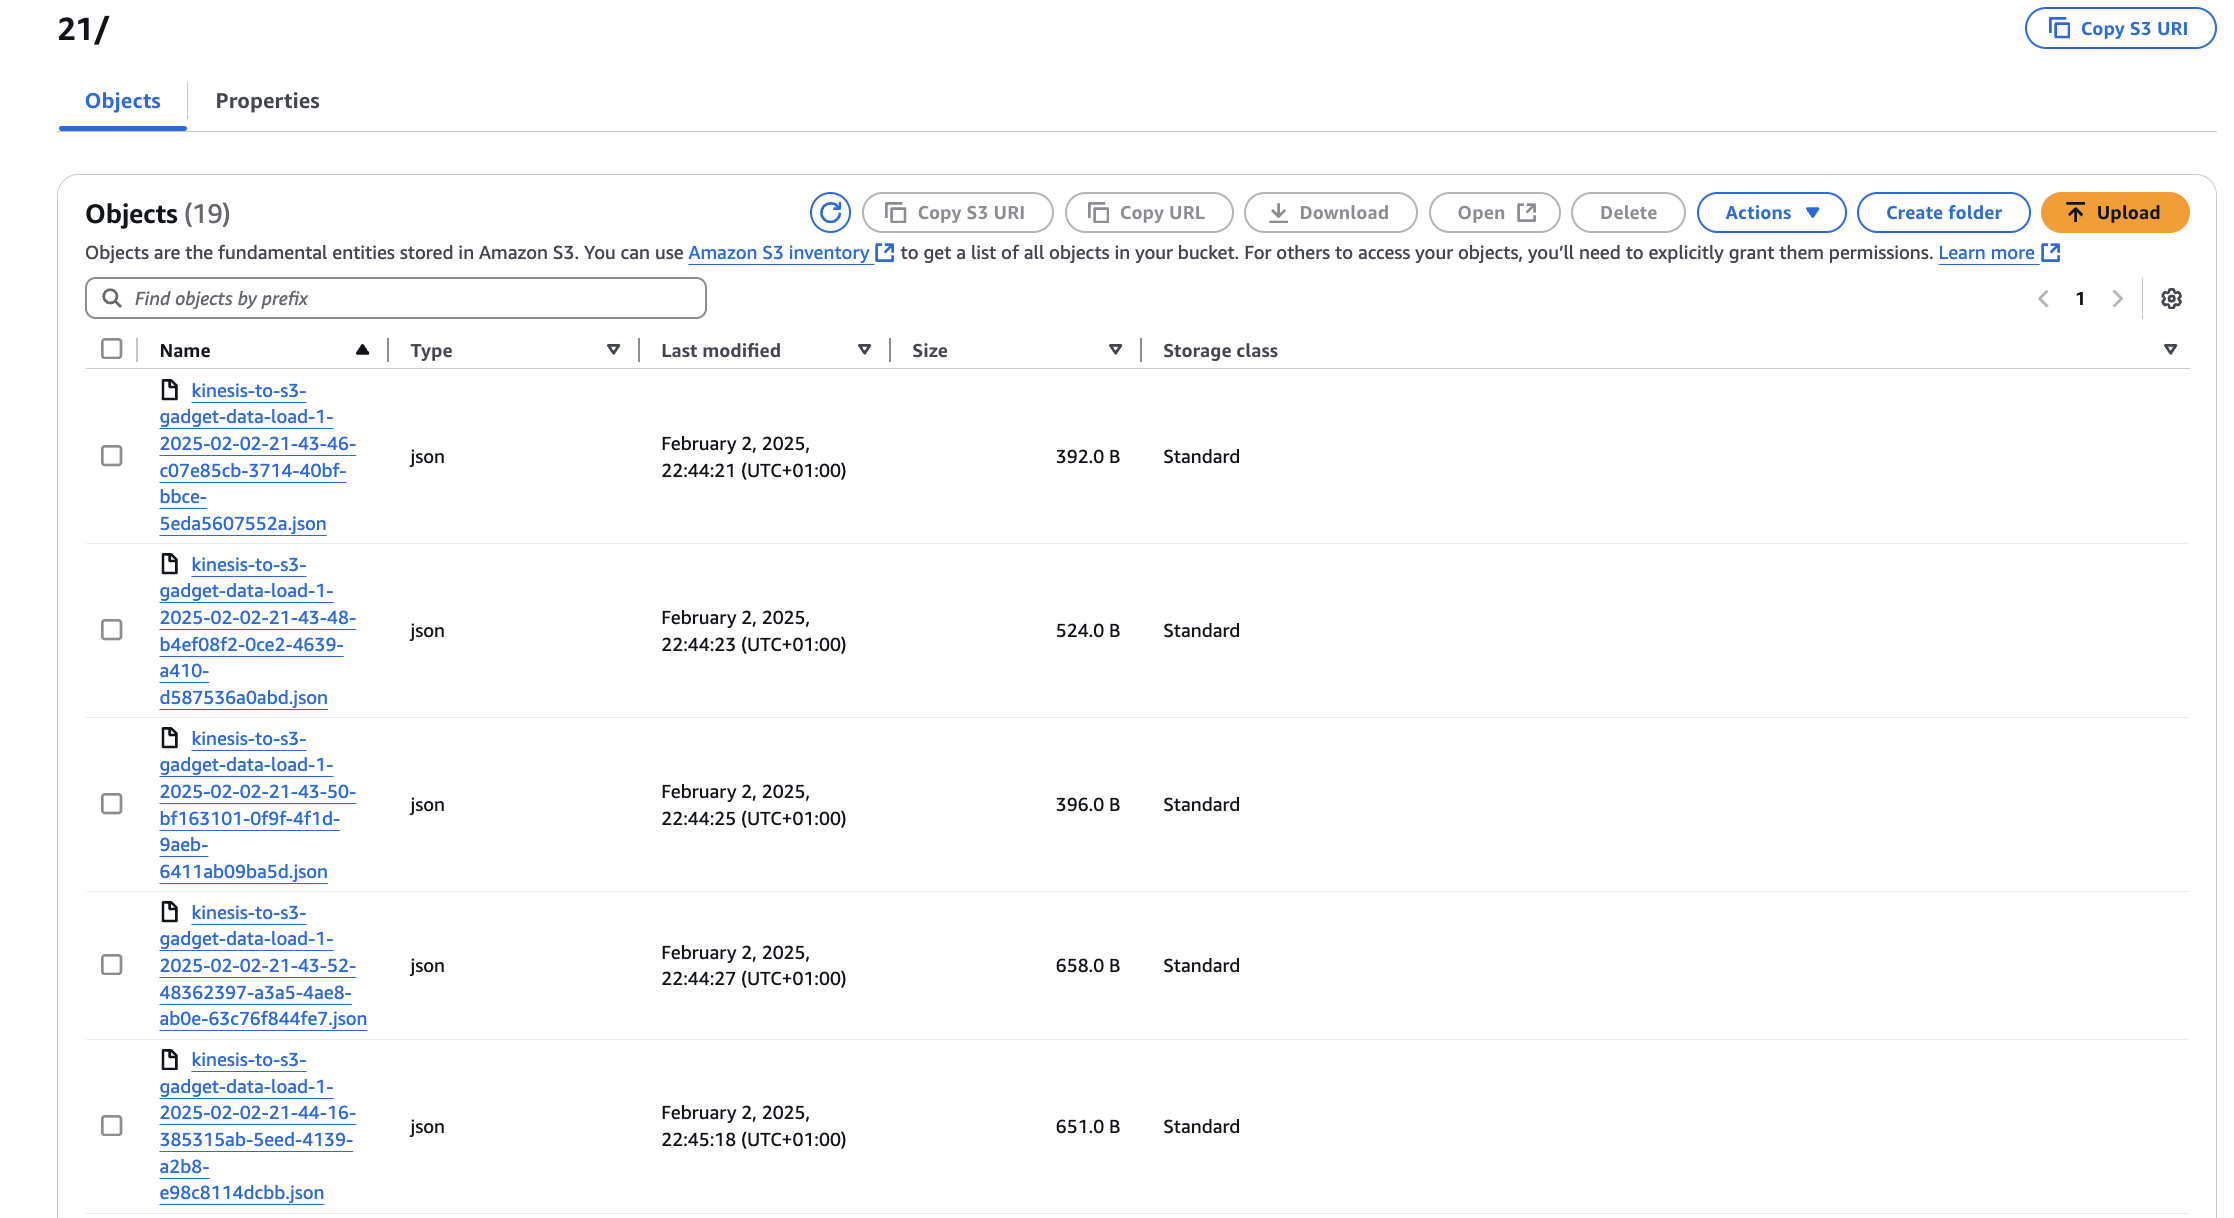 21/
Copy S3 URI
Objects
Properties
Objects (19)
Copy S3 URI
Copy URL
Download
Open
Delete
Actions
Create folder
Upload
Objects are the fundamental entities stored in Amazon S3. You can use Amazon S3 inventory to get a list of all objects in your bucket. For others to access your objects, you’ll need to explicitly grant them permissions. Learn more
Find objects by prefix
1
Name
Type
Last modified
Size
Storage class
kinesis-to-s3-
gadget-data-load-1-
2025-02-02-21-43-46-
c07e85cb-3714-40bf-
bbce-
5eda5607552a.json
json
February 2, 2025,
22:44:21 (UTC+01:00)
392.0 B
Standard
kinesis-to-s3-
gadget-data-load-1-
2025-02-02-21-43-48-
b4ef08f2-0ce2-4639-
a410-
d587536a0abd.json
json
February 2, 2025,
22:44:23 (UTC+01:00)
524.0 B
Standard
kinesis-to-s3-
gadget-data-load-1-
2025-02-02-21-43-50-
bf163101-0f9f-4f1d-
9aeb-
6411ab09ba5d.json
json
February 2, 2025,
22:44:25 (UTC+01:00)
396.0 B
Standard
kinesis-to-s3-
gadget-data-load-1-
2025-02-02-21-43-52-
48362397-a3a5-4ae8-
ab0e-63c76f844fe7.json
json
February 2, 2025,
22:44:27 (UTC+01:00)
658.0 B
Standard
kinesis-to-s3-
gadget-data-load-1-
2025-02-02-21-44-16-
385315ab-5eed-4139-
a2b8-
e98c8114dcbb.json
json
February 2, 2025,
22:45:18 (UTC+01:00)
651.0 B
Standard